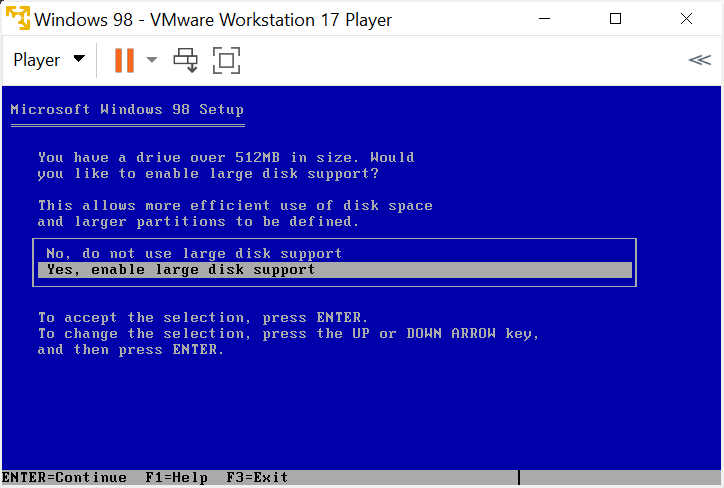 Windows 98 - VMware Workstation 17 Player
Player
Microsoft Windows 98 Setup
You have a drive over 512MB in size. Would
you like to enable large disk support?
This allows more efficient use of disk space
and larger partitions to be defined.
No, do not use large disk support
Yes, enable large disk support
To accept the selection, press ENTER.
To change the selection, press the UP or DOWN ARROW key,
and then press ENTER.
ENTER=Continue F1=Help F3=Exit